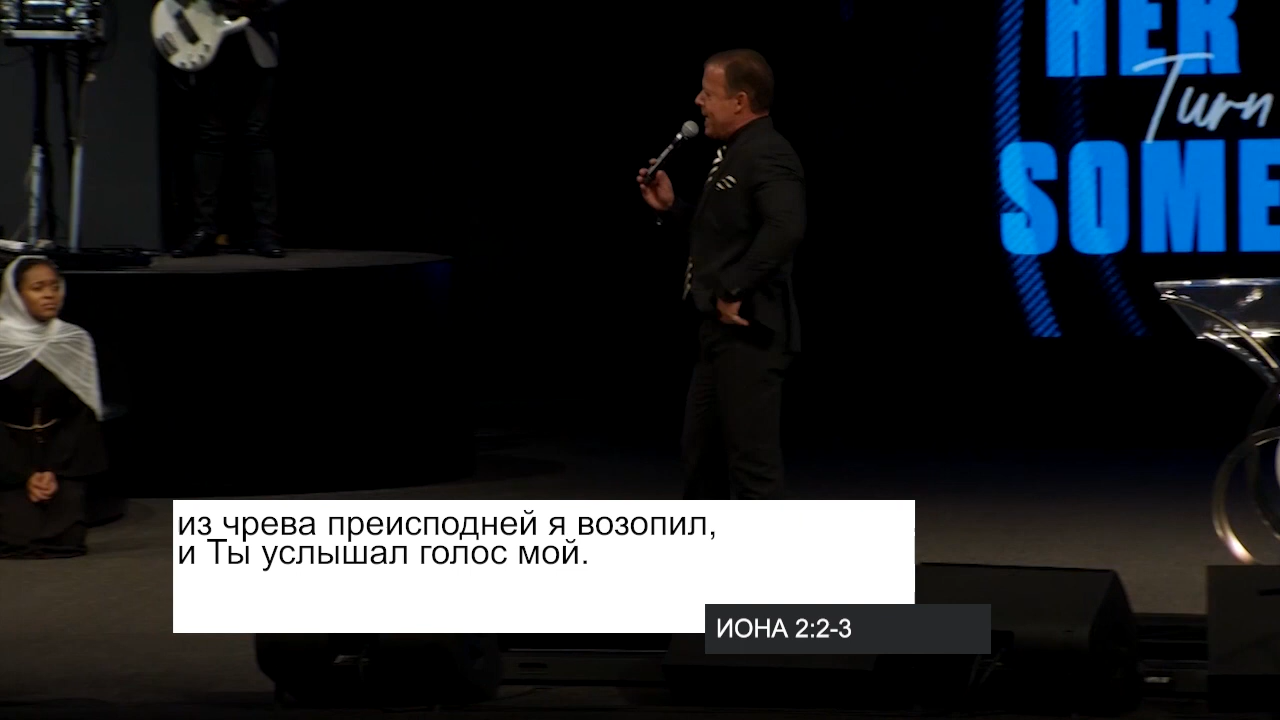 HER
Turn
SOME
из чрева преисподней я возопил,
и Ты услышал голос мой.
ИОНА 2:2-3